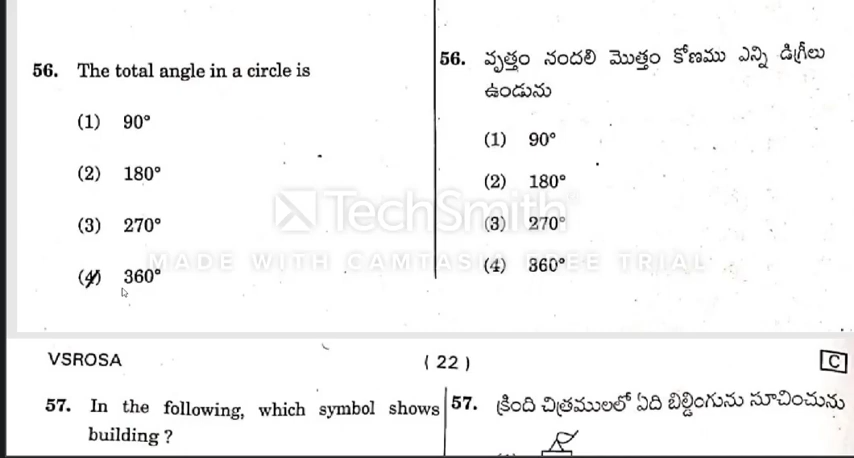 56. The total angle in a circle is
(1) 90°
(2) 180°
(3) 270°
(4) 360°
56. వృత్తం నందలి మొత్తం కోణము ఎన్ని డిగ్రీలు
ఉండును
(1) 90°
(2) 180°
(3) 270°
(4) 360°
TechSmith
MADE WITH CAMTASIA FREE TRIAL
VSROSA
( 22 )
C
57. In the following, which symbol shows
building ?
57. క్రింది చిత్రములలో ఏది బిల్డింగును సూచించును